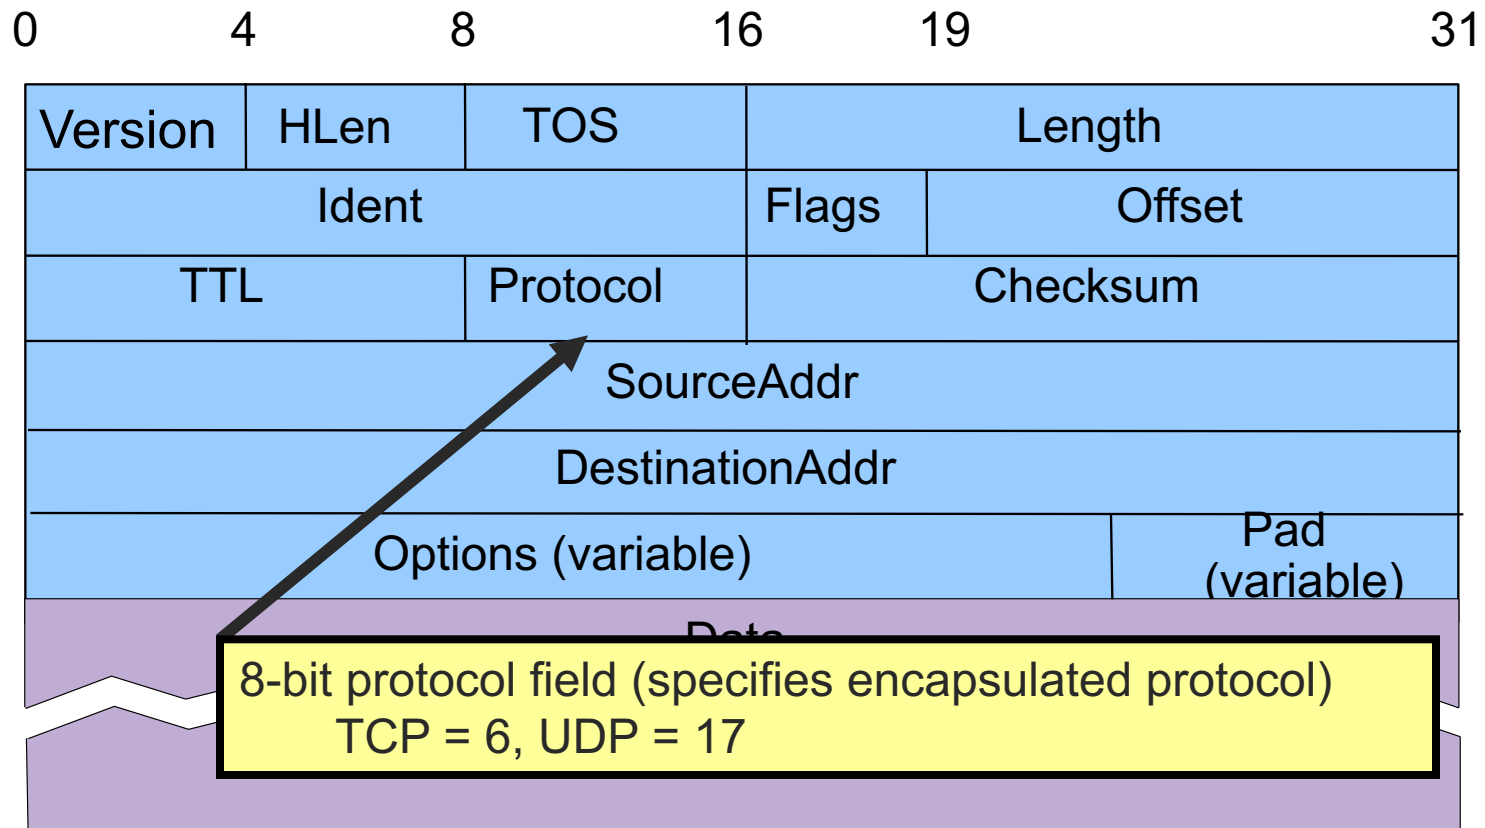 0 4 8 16 19 31
Version HLen TOS Length
Ident Flags Offset
TTL Protocol Checksum
SourceAddr
DestinationAddr
Options (variable) Pad
(variable)
Data
8-bit protocol field (specifies encapsulated protocol)
TCP = 6, UDP = 17